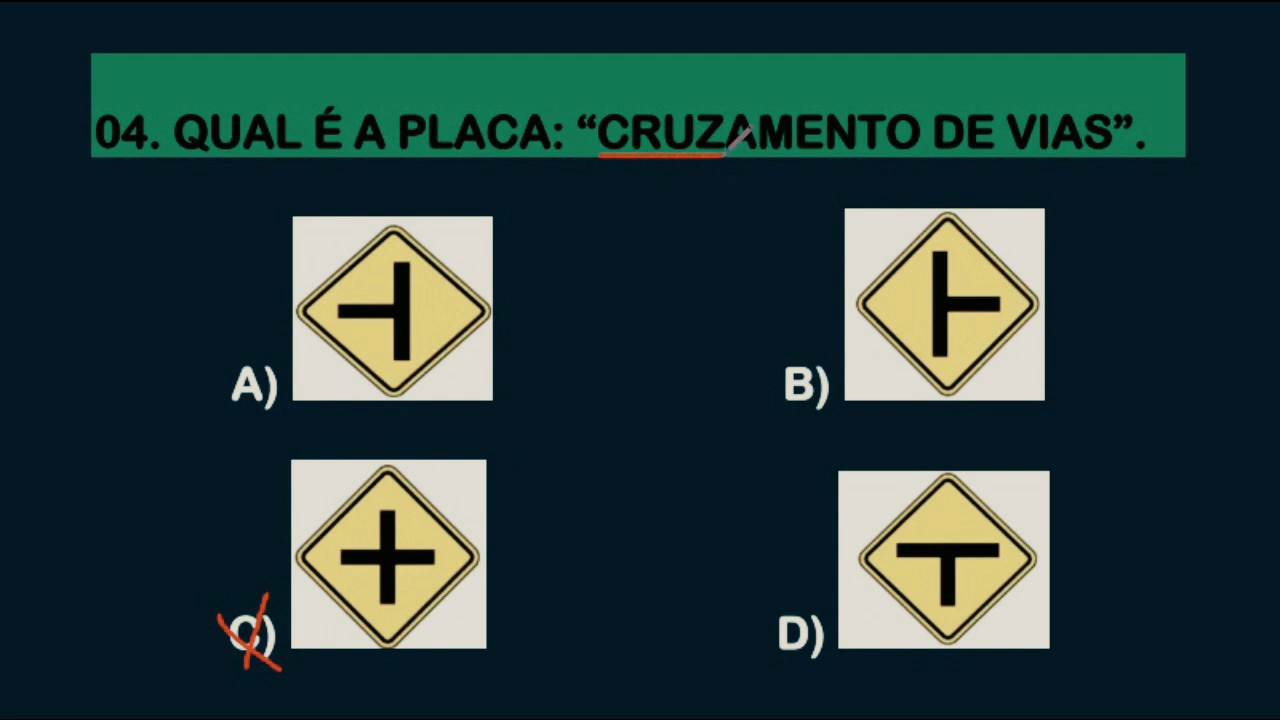 04. QUAL É A PLACA: “CRUZAMENTO DE VIAS”.
A)
B)
C)
D)